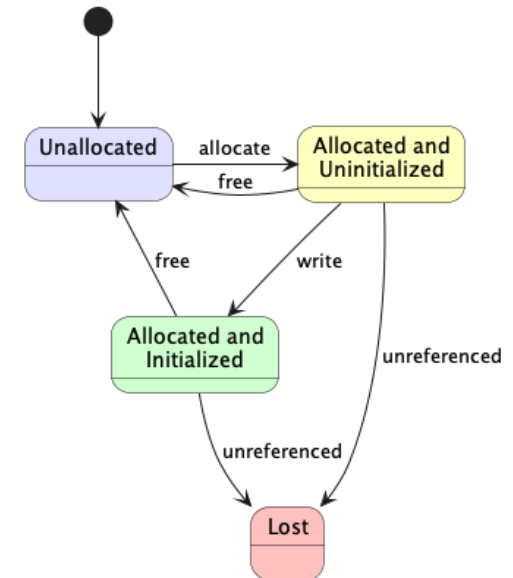 Unallocated
allocate
Allocated and
Uninitialized
free
free
write
Allocated and
Initialized
unreferenced
unreferenced
Lost